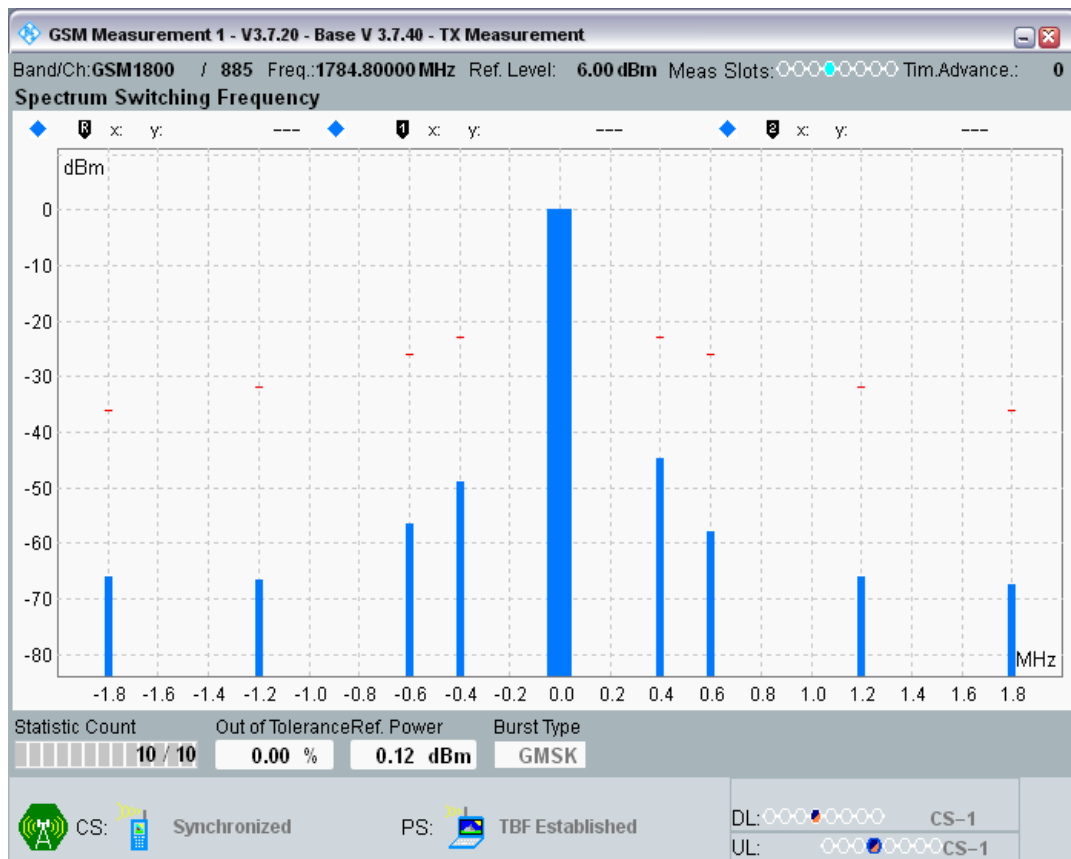 GSM Measurement 1 - V3.7.20 - Base V 3.7.40 - TX Measurement
Band/Ch:GSM1800 / 885 Freq.:1784.80000 MHz Ref. Level: 6.00 dBm Meas Slots: Tim.Advance.: 0
Spectrum Switching Frequency
R x: y: --- 1 x: y: --- 2 x: y: ---
dBm
0
-10
-20
-30
-40
-50
-60
-70
-80
MHz
-1.8 -1.6 -1.4 -1.2 -1.0 -0.8 -0.6 -0.4 -0.2 0.0 0.2 0.4 0.6 0.8 1.0 1.2 1.4 1.6 1.8
Statistic Count Out of Tolerance Ref. Power Burst Type
10 / 10 0.00 % 0.12 dBm GMSK
CS: Synchronized PS: TBF Established
DL: CS-1
UL: CS-1